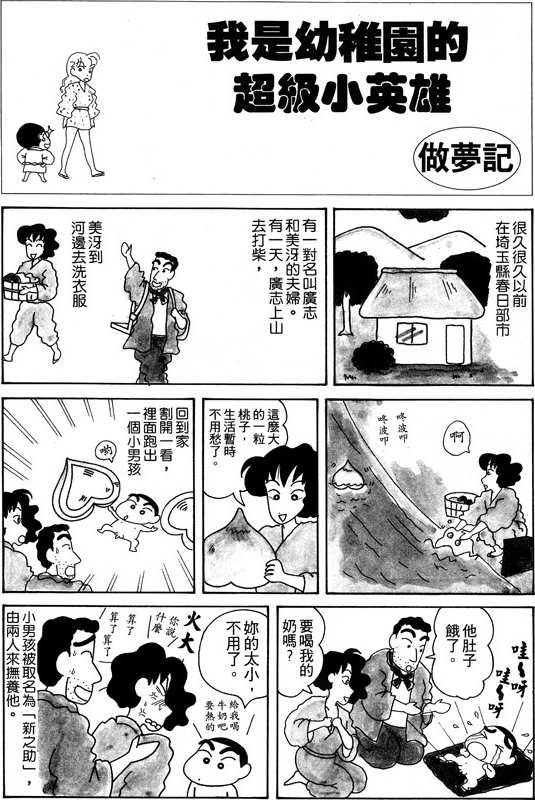 我是幼稚園的
超級小英雄
做夢記
很久很久以前
在埼玉縣春日部市
有一對名叫廣志
和美冴的夫婦。
有一天，廣志上山
去打柴，
美冴到
河邊去洗衣服
咚波叩
咚波叩
啊
這麼大
的一粒
桃子，
生活暫時
不用愁了。
回到家
割開一看，
裡面跑出
一個小男孩
喲
哇～呀
哇～呀
他肚子
餓了。
要喝我的
奶嗎？
妳的太小，
不用了。
給我喝
牛奶吧
要熱的
火大
你說
什麼
算了
算了
小男孩被取名為「新之助」，
由兩人來撫養他。